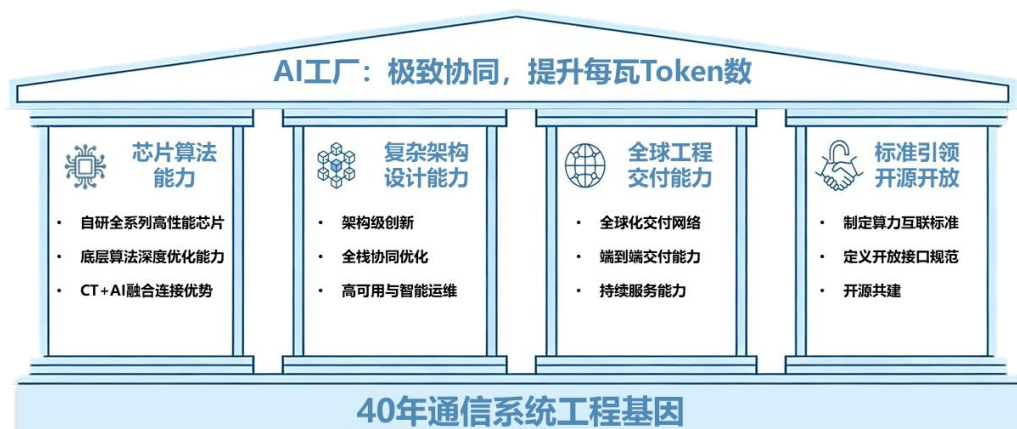 AI工厂：极致协同，提升每瓦Token数
芯片算法
能力
• 自研全系列高性能芯片
• 底层算法深度优化能力
• CT+AI融合连接优势
复杂架构
设计能力
• 架构级创新
• 全栈协同优化
• 高可用与智能运维
全球工程
交付能力
• 全球化交付网络
• 端到端交付能力
• 持续服务能力
标准引领
开源开放
• 制定算力互联标准
• 定义开放接口规范
• 开源共建
40年通信系统工程基因